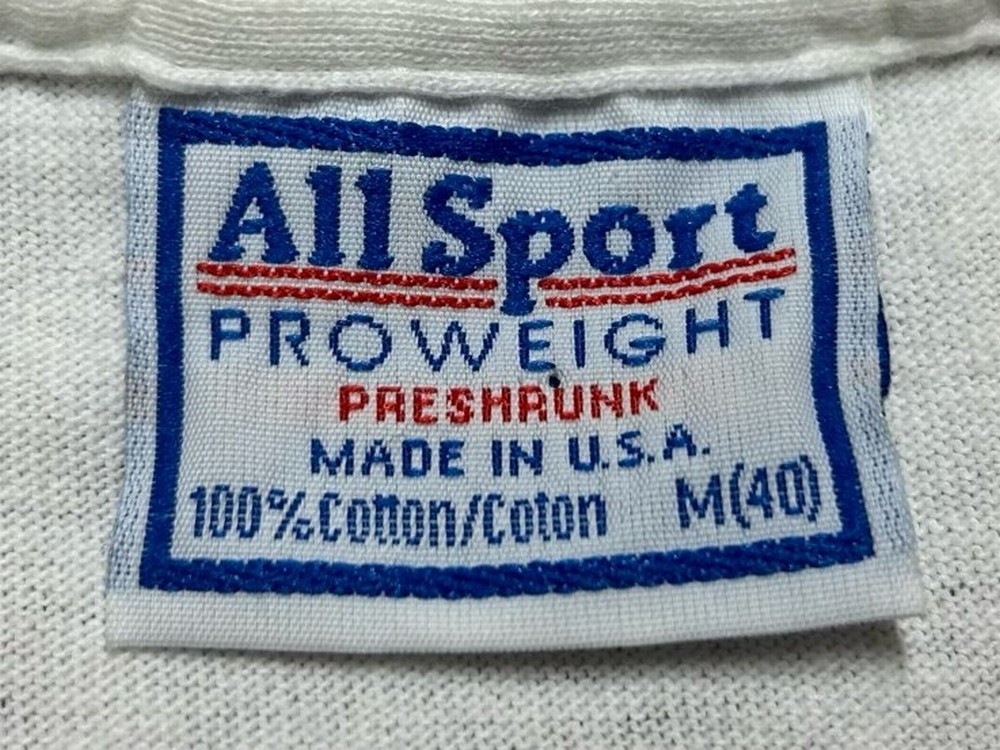 All Sport
PROWEIGHT
PRESHRUNK
MADE IN U.S.A.
100% Cotton/Coton M(40)